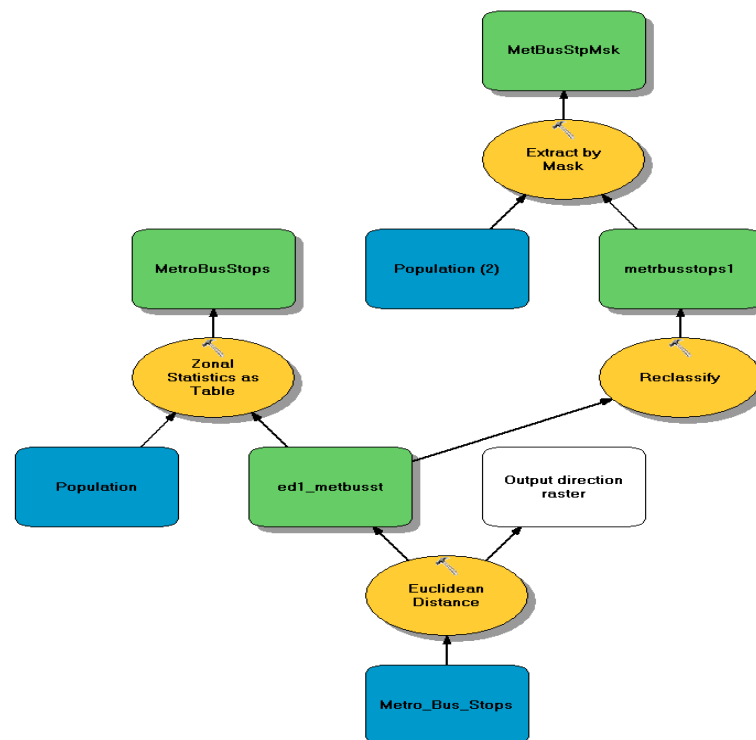 MetBusStpMsk
Extract by
Mask
MetroBusStops
Population (2)
metrbusstops1
Zonal
Statistics as
Table
Reclassify
Population
ed1_metbusst
Output direction
raster
Euclidean
Distance
Metro_Bus_Stops